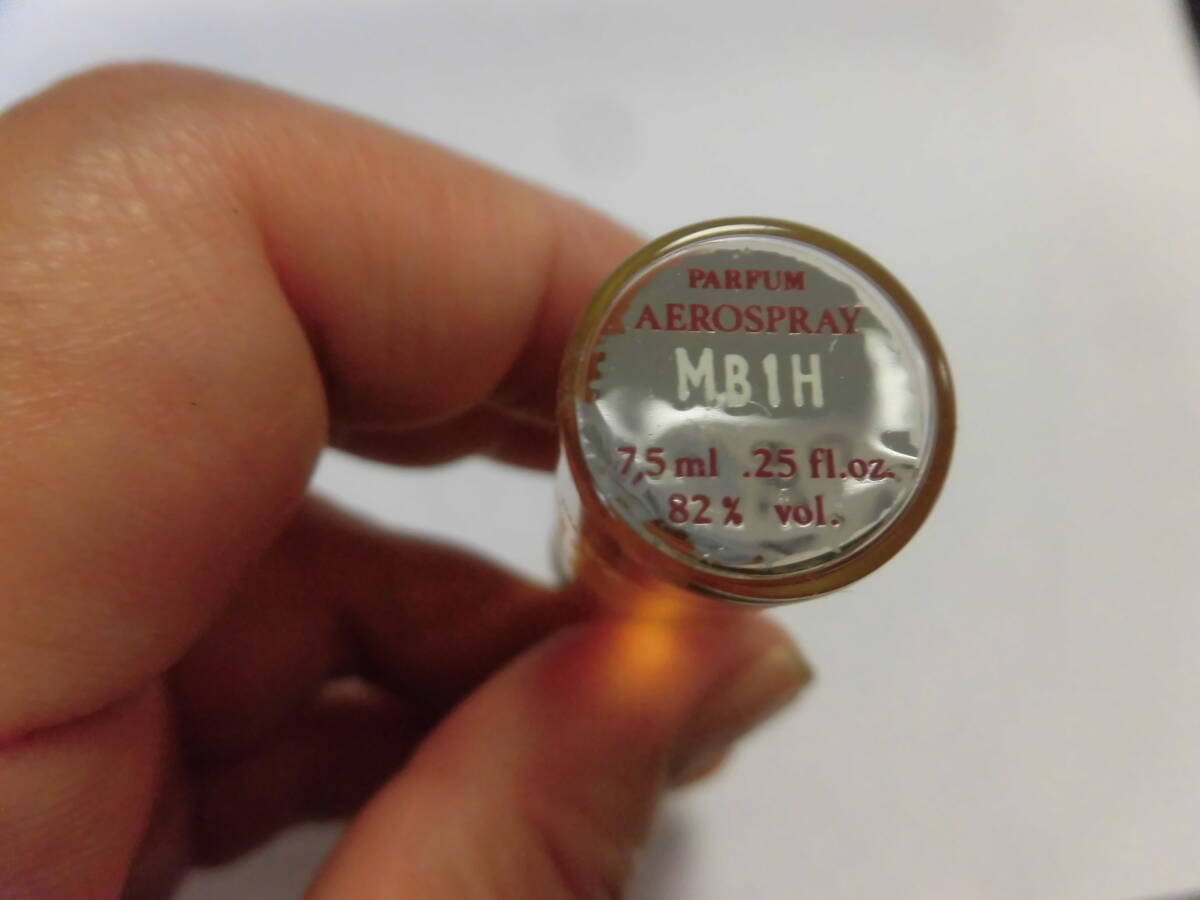 PARFUM
AEROSPRAY
MB1H
7,5 ml .25 fl.oz.
82 % vol.